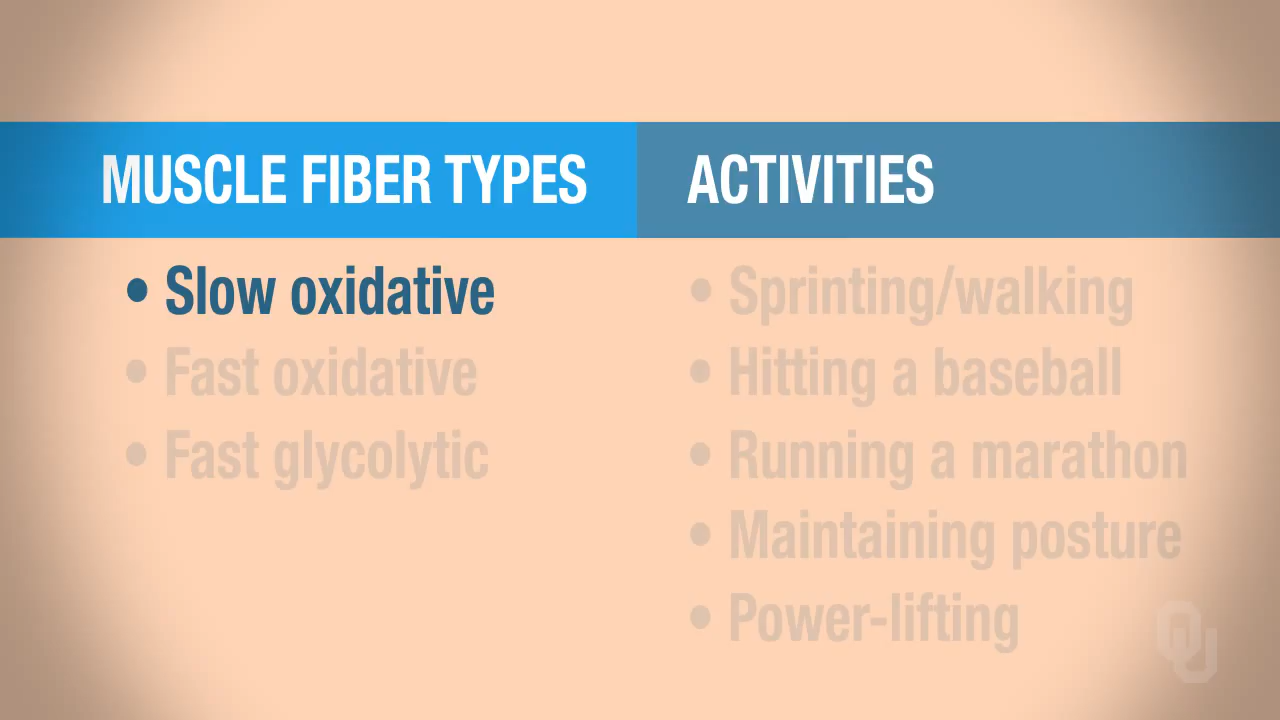 MUSCLE FIBER TYPES
• Slow oxidative
• Fast oxidative
• Fast glycolytic
ACTIVITIES
• Sprinting/walking
• Hitting a baseball
• Running a marathon
• Maintaining posture
• Power-lifting
OU